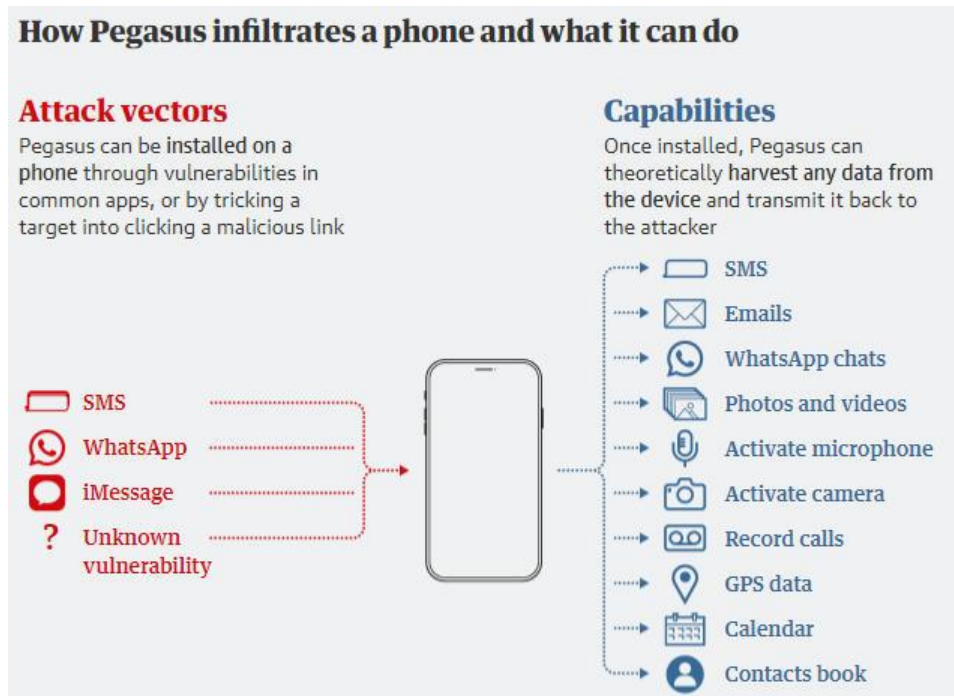 How Pegasus infiltrates a phone and what it can do
Attack vectors
Pegasus can be installed on a
phone through vulnerabilities in
common apps, or by tricking a
target into clicking a malicious link
SMS
WhatsApp
iMessage
?
Unknown
vulnerability
Capabilities
Once installed, Pegasus can
theoretically harvest any data from
the device and transmit it back to
the attacker
SMS
Emails
WhatsApp chats
Photos and videos
Activate microphone
Activate camera
Record calls
GPS data
Calendar
Contacts book